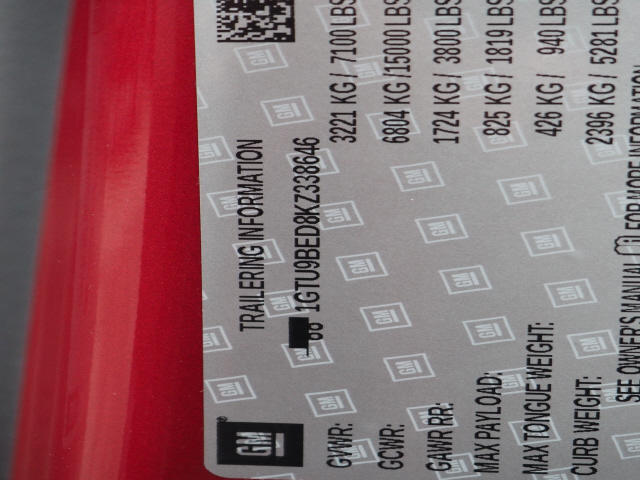 GM
TRAILERING INFORMATION
1GTU9BED8KZ338646
GVWR: 3221 KG / 7100 LBS
GCWR: 6804 KG /15000 LBS
GAWR RR: 1724 KG / 3800 LBS
MAX PAYLOAD: 825 KG / 1819 LBS
MAX TONGUE WEIGHT: 426 KG / 940 LBS
CURB WEIGHT: 2396 KG / 5281 LBS
SEE OWNER'S MANUAL FOR MORE INFORMATION